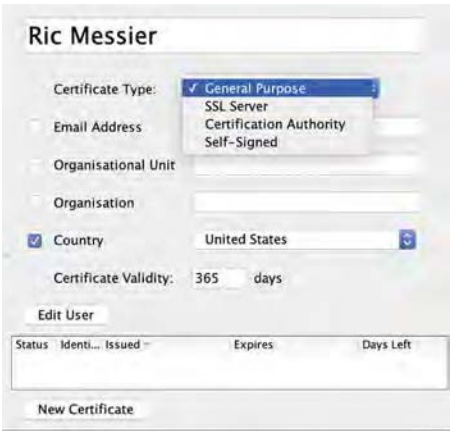 Ric Messier
Certificate Type: ✓ General Purpose
SSL Server
Certification Authority
Self-Signed
Email Address
Organisational Unit
Organisation
Country United States
Certificate Validity: 365 days
Edit User
Status Identi... Issued Expires Days Left
New Certificate